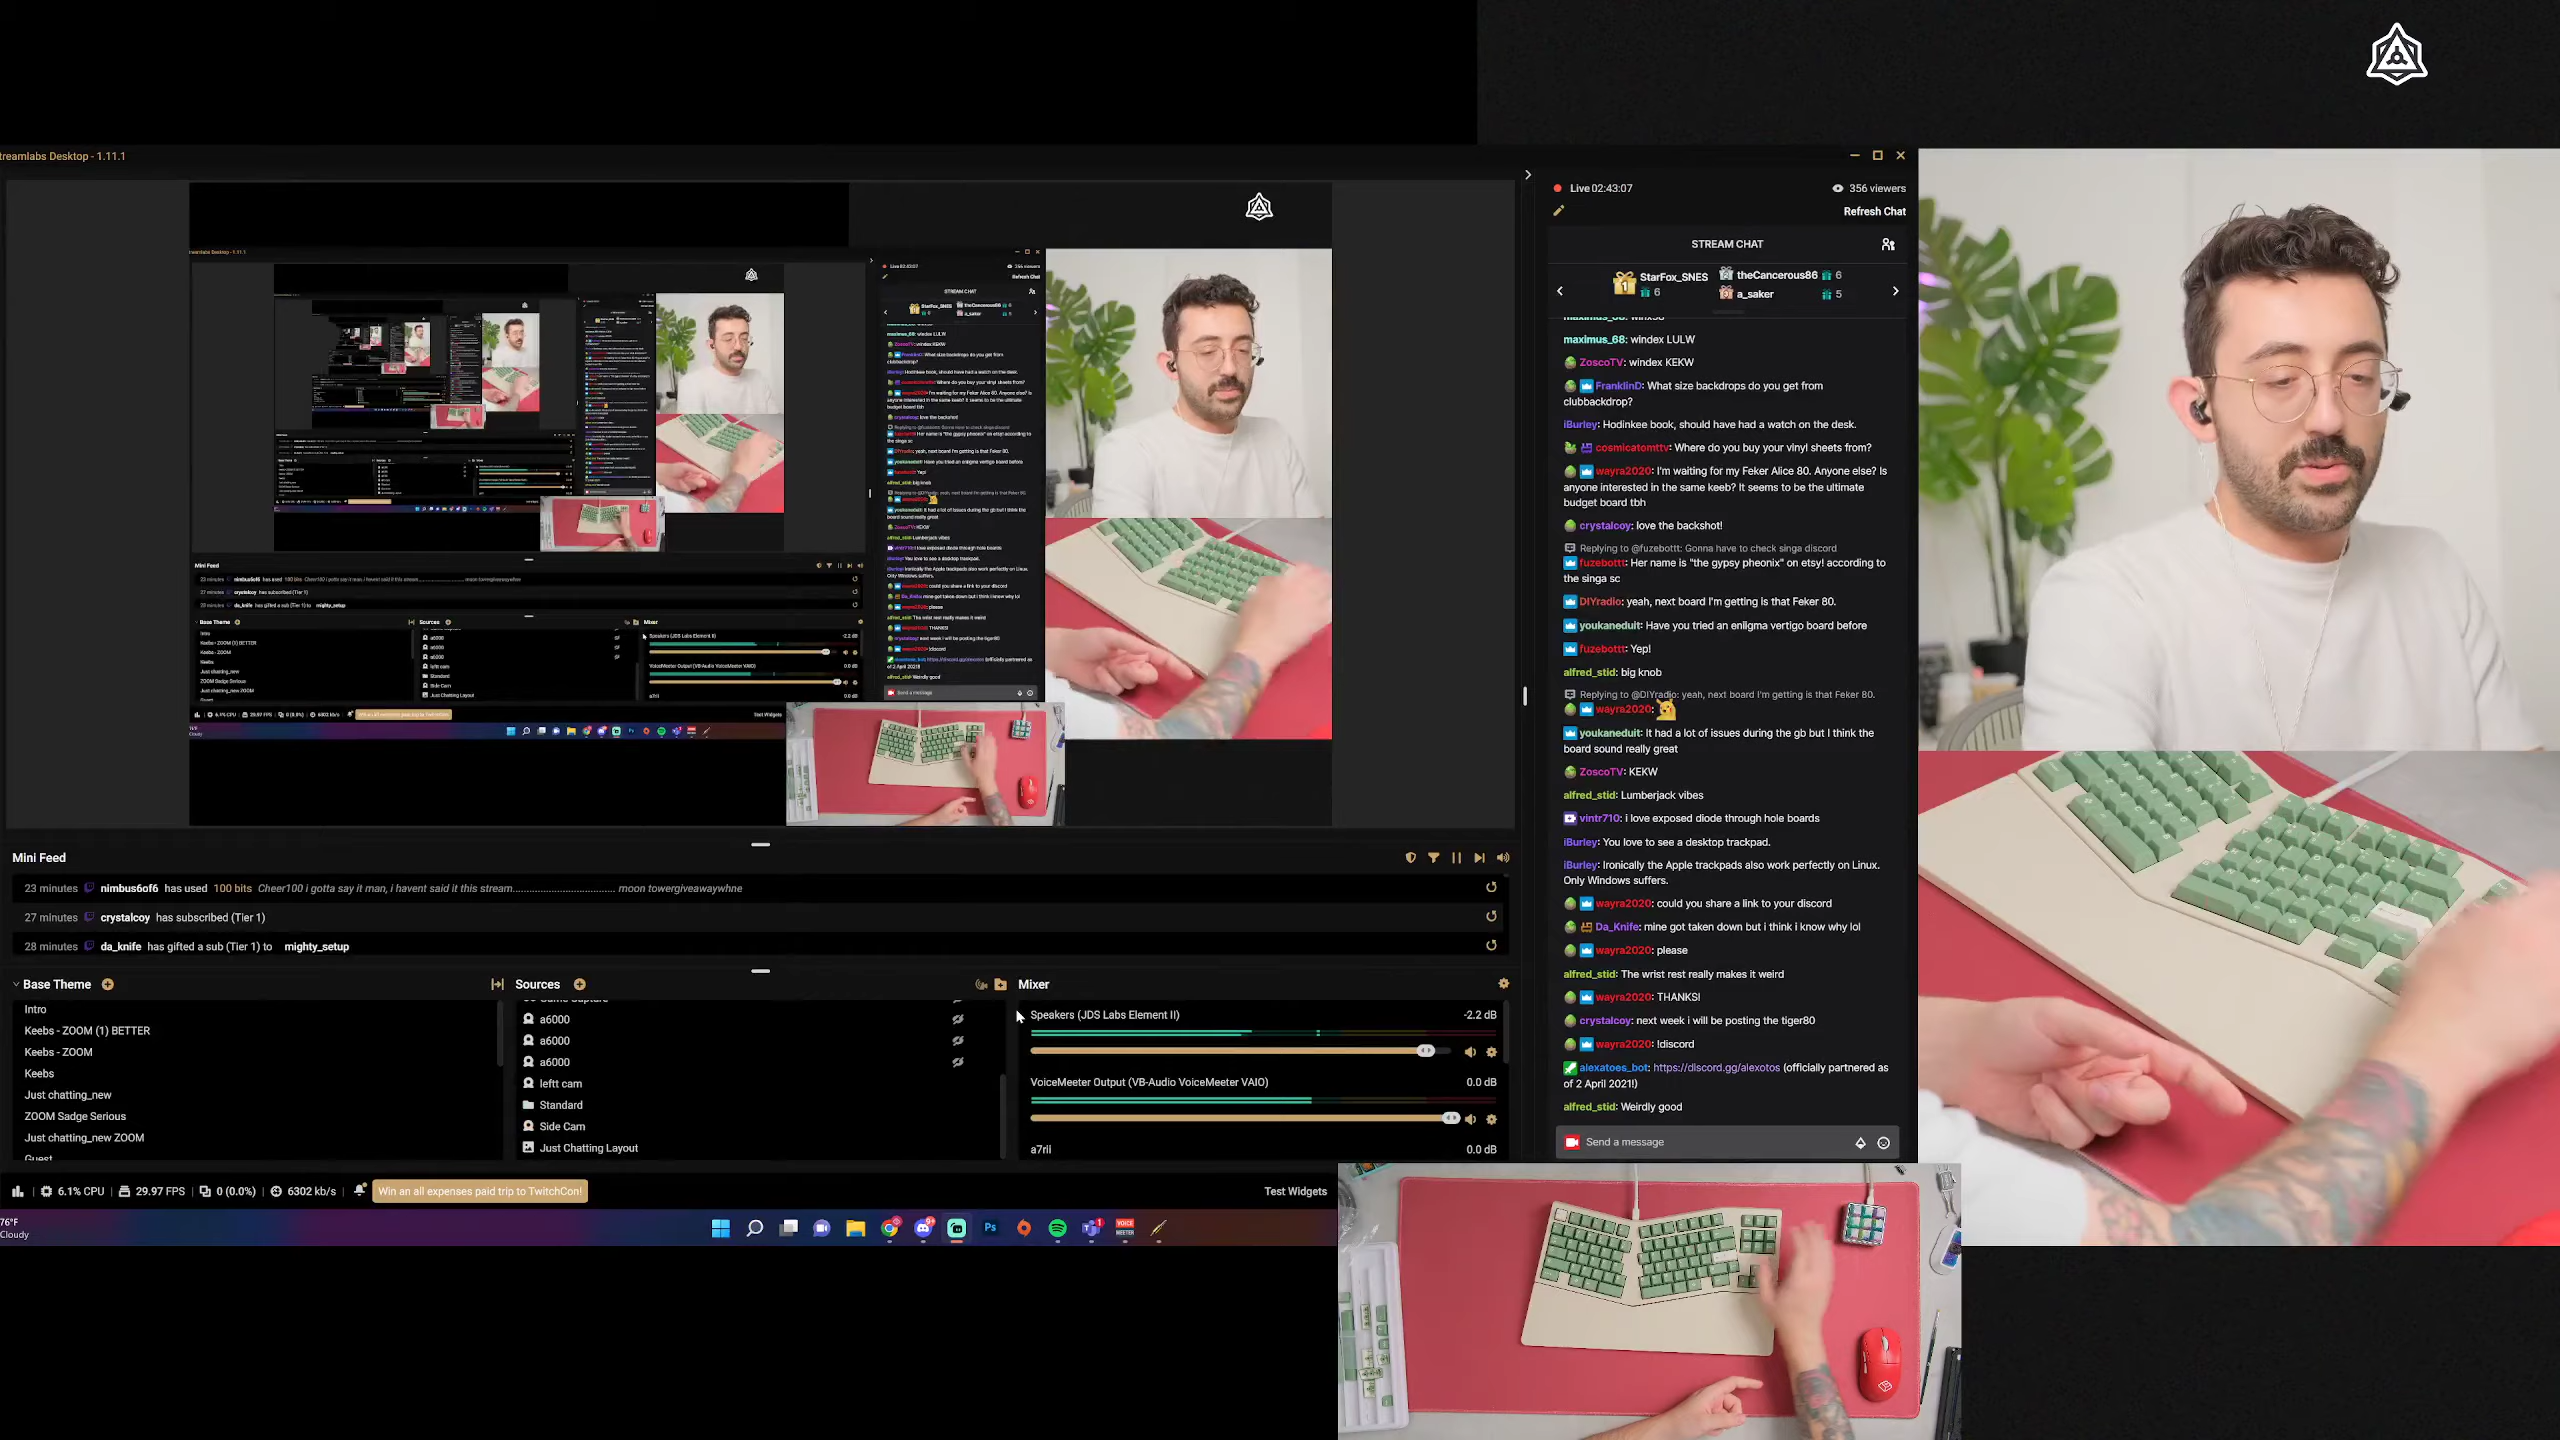 treamlabs Desktop - 1.11.1
Live 02:43:07
356 viewers
Refresh Chat
STREAM CHAT
StarFox_SNES
6
theCancerous86 6
a_saker 5
maximus_68: windex LULW
ZoscoTV: windex KEKW
FranklinD: What size backdrops do you get from
clubbackdrop?
iBurley: Hodinkee book, should have had a watch on the desk.
cosmicatomttv: Where do you buy your vinyl sheets from?
wayra2020: I'm waiting for my Feker Alice 80. Anyone else? Is
anyone interested in the same keeb? It seems to be the ultimate
budget board tbh
crystalcoy: love the backshot!
Replying to @fuzebottt: Gonna have to check singa discord
fuzebottt: Her name is "the gypsy pheonix" on etsy! according to
the singa sc
DIYradio: yeah, next board I'm getting is that Feker 80.
youkaneduit: Have you tried an enligma vertigo board before
fuzebottt: Yep!
alfred_stid: big knob
Replying to @DIYradio: yeah, next board I'm getting is that Feker 80.
wayra2020:
youkaneduit: It had a lot of issues during the gb but I think the
board sound really great
ZoscoTV: KEKW
alfred_stid: Lumberjack vibes
vintr710: i love exposed diode through hole boards
iBurley: You love to see a desktop trackpad.
iBurley: Ironically the Apple trackpads also work perfectly on Linux.
Only Windows suffers.
wayra2020: could you share a link to your discord
Da_Knife: mine got taken down but i think i know why lol
wayra2020: please
alfred_stid: The wrist rest really makes it weird
wayra2020: THANKS!
crystalcoy: next week i will be posting the tiger80
wayra2020: !discord
alexatoes_bot: https://discord.gg/alexotos (officially partnered as
of 2 April 2021!)
alfred_stid: Weirdly good
Send a message
Mini Feed
23 minutes nimbus6of6 has used 100 bits Cheer100 i gotta say it man, i havent said it this stream.................................... moon towergiveawaywhne
27 minutes crystalcoy has subscribed (Tier 1)
28 minutes da_knife has gifted a sub (Tier 1) to mighty_setup
Base Theme
Intro
Keebs - ZOOM (1) BETTER
Keebs - ZOOM
Keebs
Just chatting_new
ZOOM Sadge Serious
Just chatting_new ZOOM
Guest
Sources
Game Capture
a6000
a6000
a6000
leftt cam
Standard
Side Cam
Just Chatting Layout
Mixer
Speakers (JDS Labs Element II) -2.2 dB
VoiceMeeter Output (VB-Audio VoiceMeeter VAIO) 0.0 dB
a7rii 0.0 dB
6.1% CPU 29.97 FPS 0 (0.0%) 6302 kb/s Win an all expenses paid trip to TwitchCon! Test Widgets
76°F
Cloudy